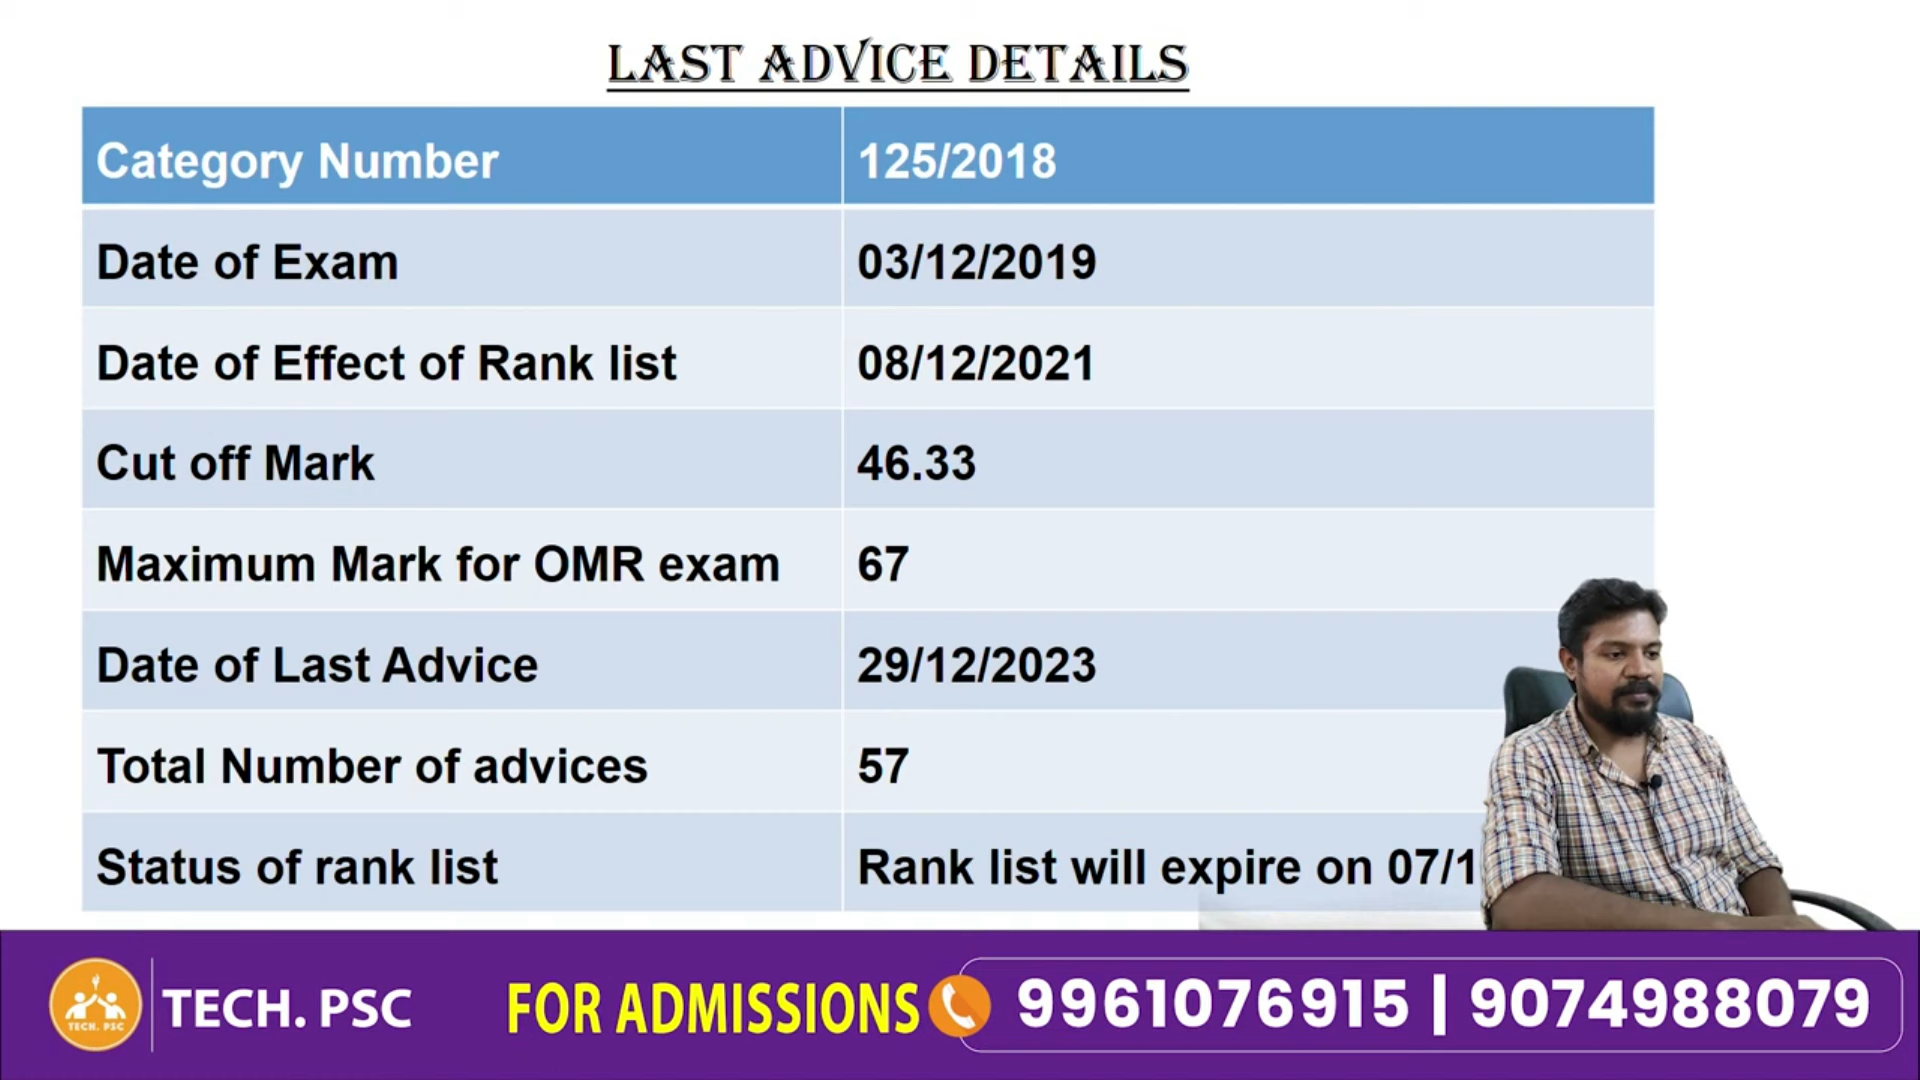 LAST ADVICE DETAILS
Category Number 125/2018
Date of Exam 03/12/2019
Date of Effect of Rank list 08/12/2021
Cut off Mark 46.33
Maximum Mark for OMR exam 67
Date of Last Advice 29/12/2023
Total Number of advices 57
Status of rank list Rank list will expire on 07/1
TECH. PSC
TECH. PSC FOR ADMISSIONS 9961076915 | 9074988079